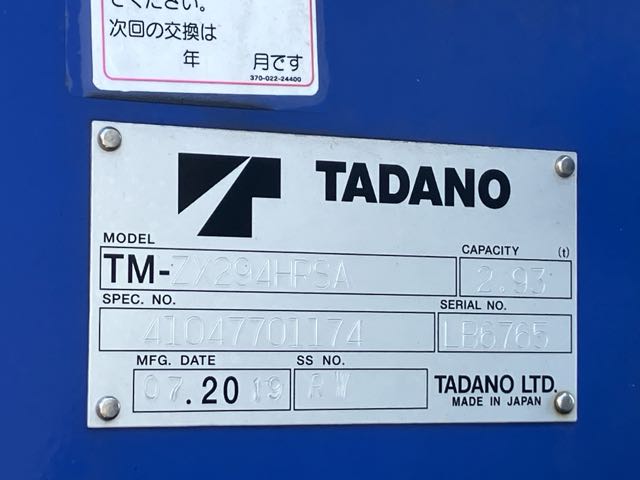 てください。
次回の交換は
年 月です
370-022-24400
TADANO
MODEL
TM-ZX294HRSA
CAPACITY (t)
2.93
SPEC. NO.
41047701174
SERIAL NO.
LB6765
MFG. DATE
07.2019
SS NO.
RW
TADANO LTD.
MADE IN JAPAN